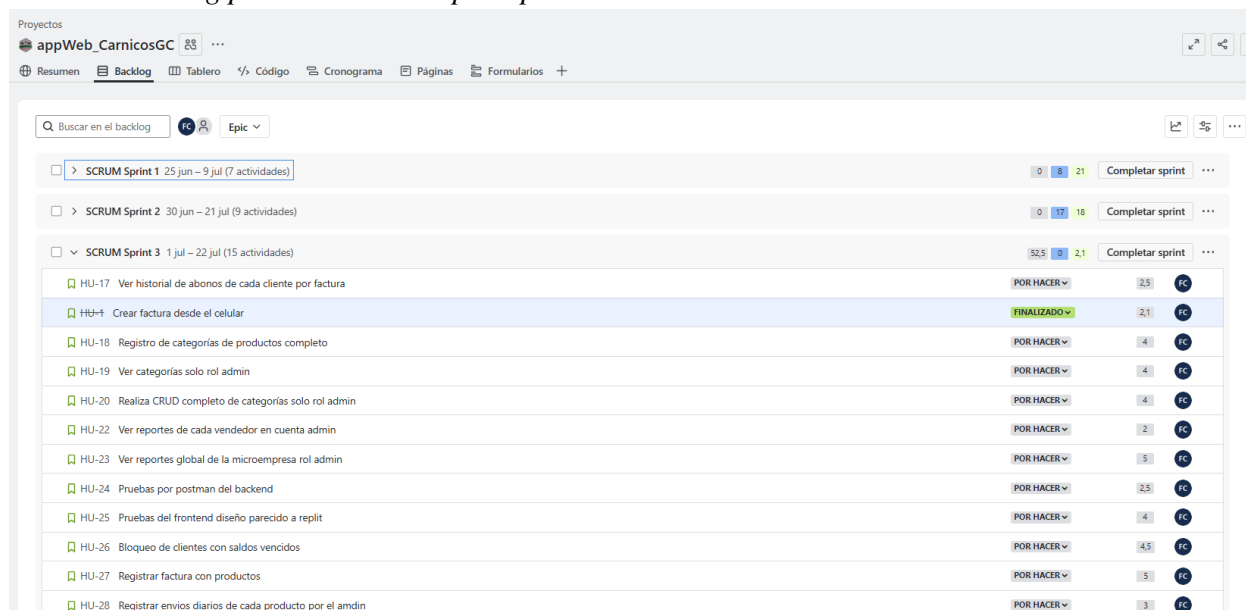 Proyectos
appWeb_CarnicosGC
Resumen Backlog Tablero Código Cronograma Páginas Formularios
Buscar en el backlog FC Epic
SCRUM Sprint 1 25 jun – 9 jul (7 actividades) 0 8 21 Completar sprint
SCRUM Sprint 2 30 jun – 21 jul (9 actividades) 0 17 18 Completar sprint
SCRUM Sprint 3 1 jul – 22 jul (15 actividades) 52,5 0 2,1 Completar sprint
HU-17 Ver historial de abonos de cada cliente por factura POR HACER 2,5 FC
HU-1 Crear factura desde el celular FINALIZADO 2,1 FC
HU-18 Registro de categorías de productos completo POR HACER 4 FC
HU-19 Ver categorías solo rol admin POR HACER 4 FC
HU-20 Realiza CRUD completo de categorías solo rol admin POR HACER 4 FC
HU-22 Ver reportes de cada vendedor en cuenta admin POR HACER 2 FC
HU-23 Ver reportes global de la microempresa rol admin POR HACER 5 FC
HU-24 Pruebas por postman del backend POR HACER 2,5 FC
HU-25 Pruebas del frontend diseño parecido a replit POR HACER 4 FC
HU-26 Bloqueo de clientes con saldos vencidos POR HACER 4,5 FC
HU-27 Registrar factura con productos POR HACER 5 FC
HU-28 Registrar envios diarios de cada producto por el amdin POR HACER 3 FC